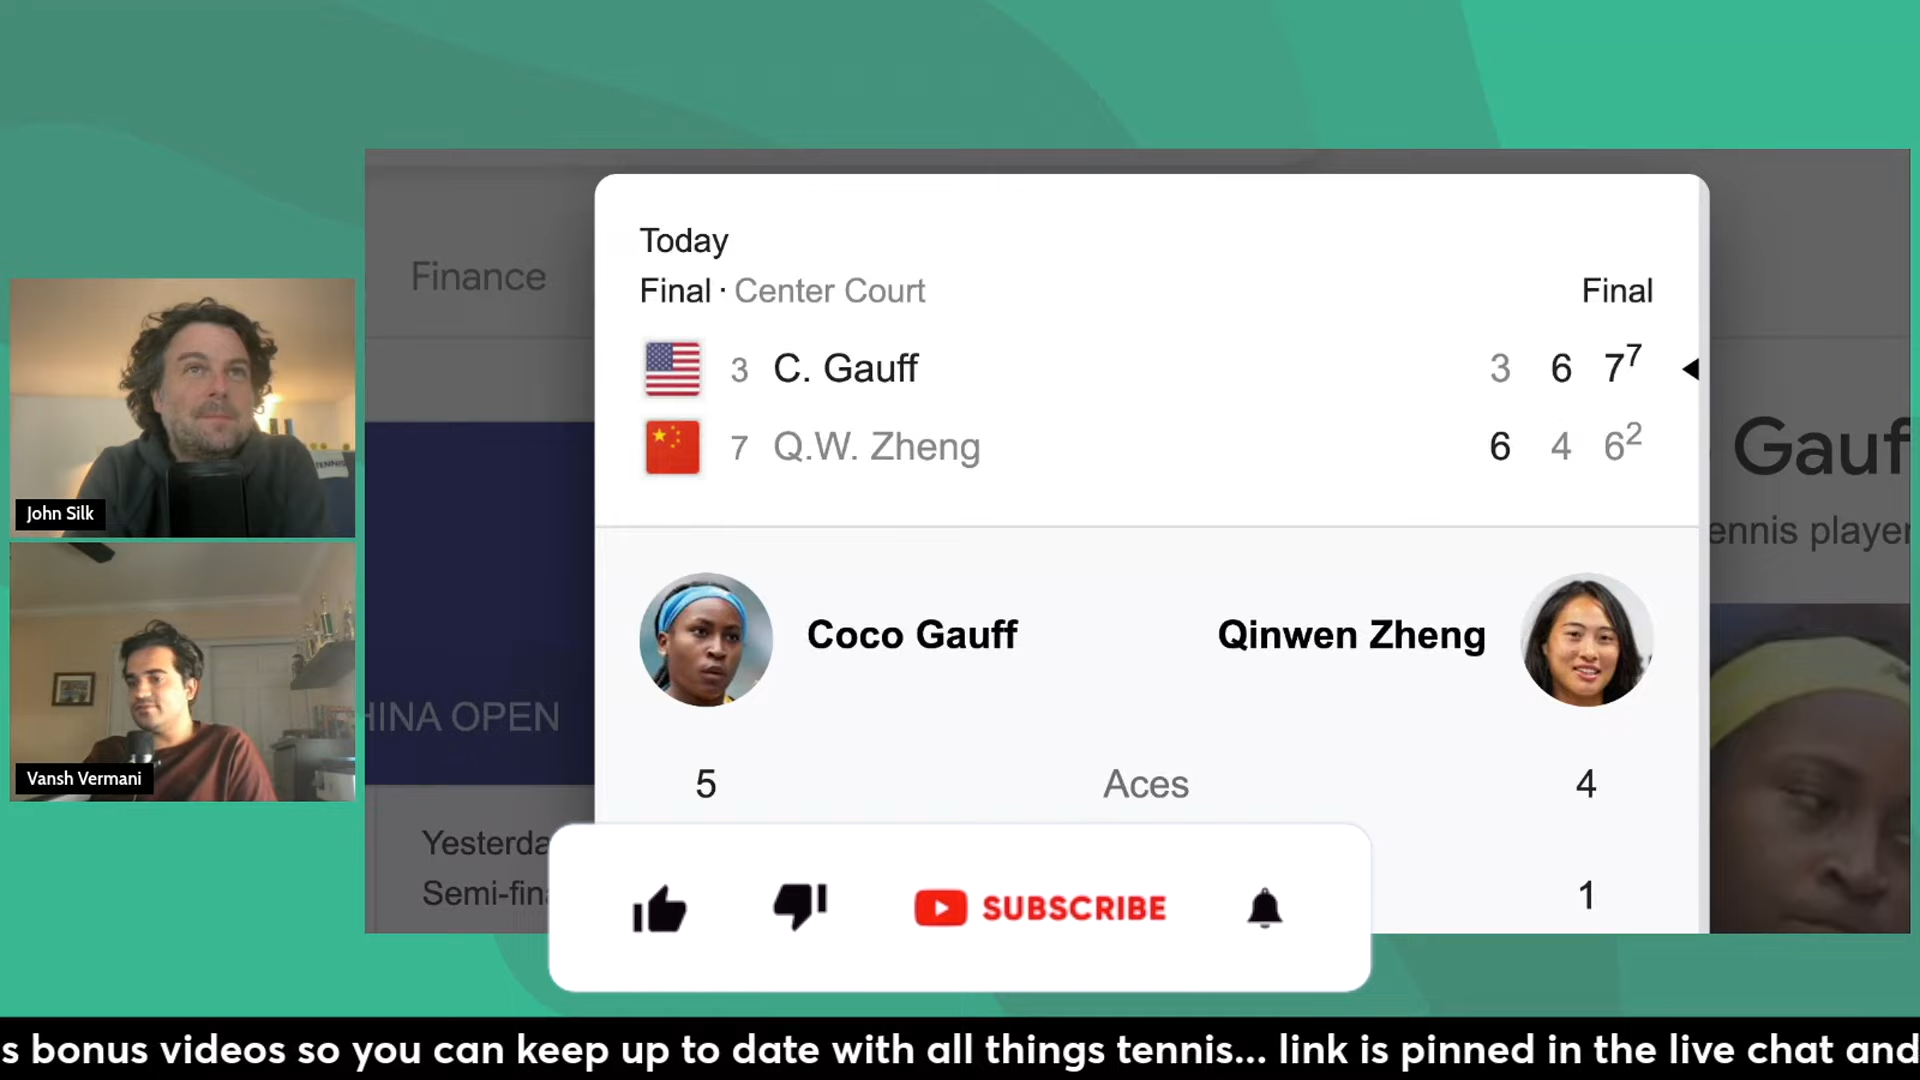 Finance
Today
Final · Center Court
Final
3 C. Gauff 3 6 7⁷
7 Q.W. Zheng 6 4 6²
Gauf
ennis player
John Silk
TENNIS
Vansh Vermani
HINA OPEN
Coco Gauff
Qinwen Zheng
5 Aces 4
1
Yesterda
Semi-fin
SUBSCRIBE
s bonus videos so you can keep up to date with all things tennis... link is pinned in the live chat and